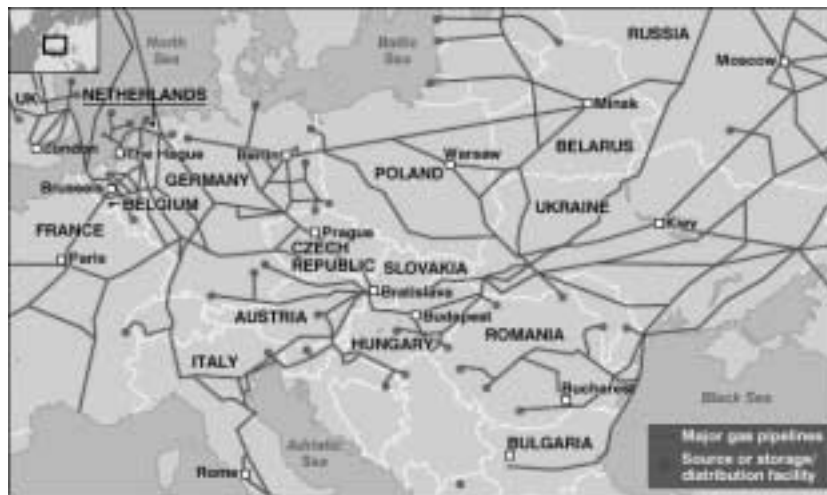 North
Sea
Baltic
Sea
RUSSIA
Moscow
UK
NETHERLANDS
Minsk
London
The Hague
Berlin
Warsaw
BELARUS
GERMANY
POLAND
Brussels
BELGIUM
UKRAINE
FRANCE
Prague
Kiev
CZECH
REPUBLIC
SLOVAKIA
Paris
Bratislava
AUSTRIA
Budapest
ROMANIA
HUNGARY
ITALY
Bucharest
Black Sea
Adriatic
Sea
BULGARIA
Rome
Major gas pipelines
Source or storage/
distribution facility